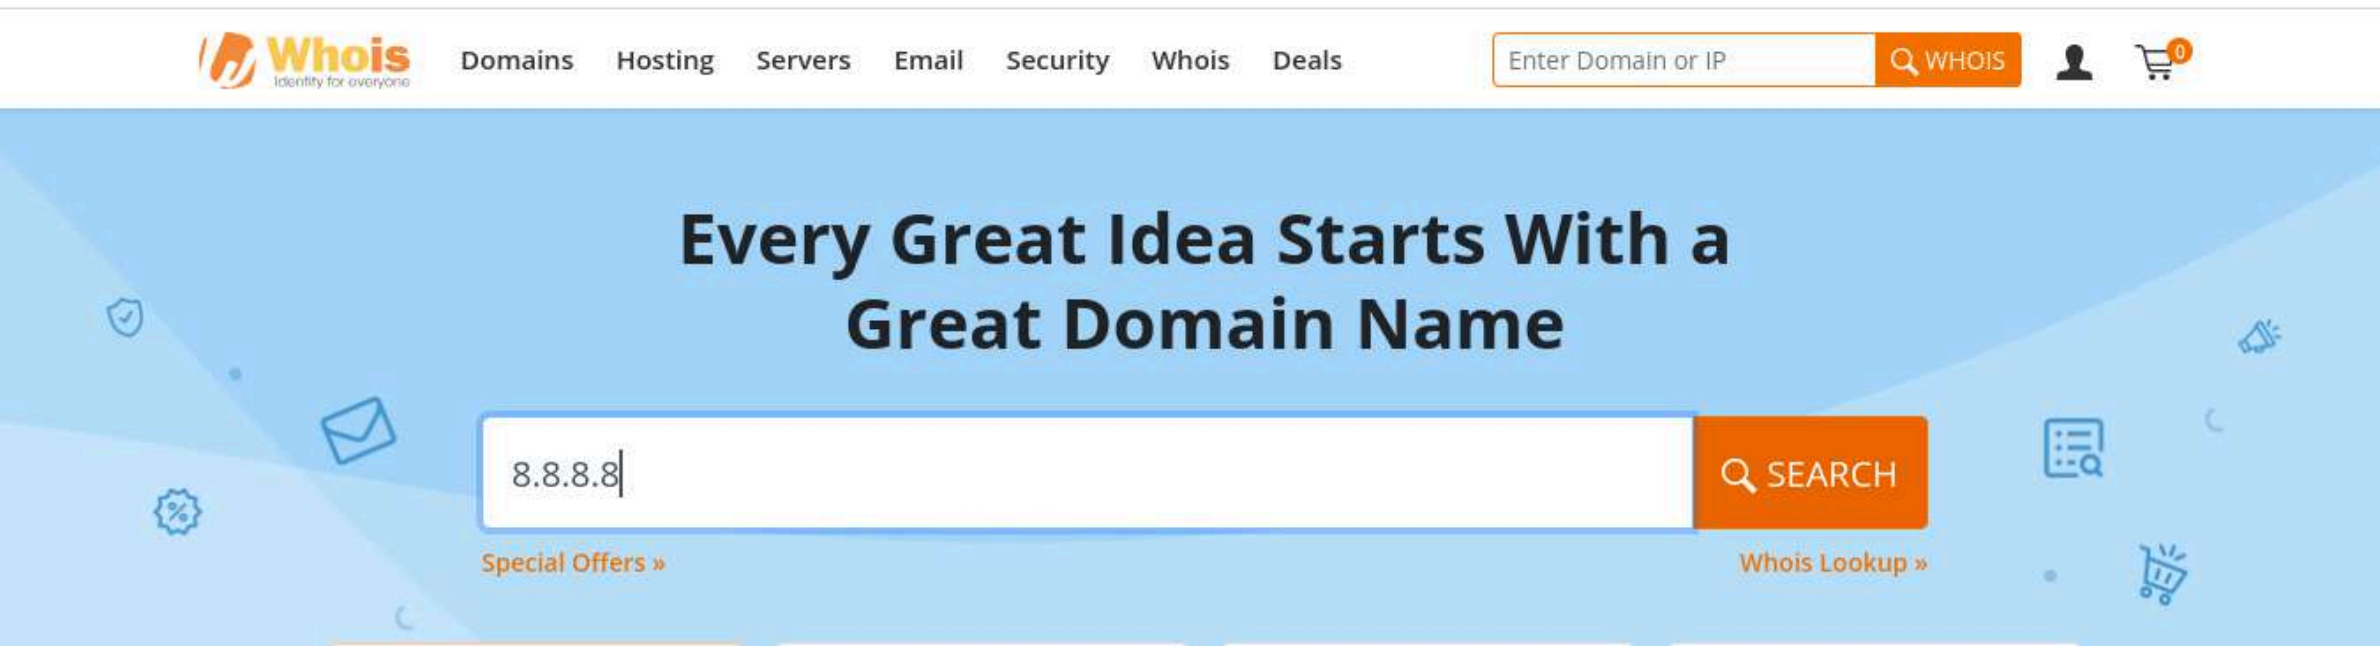 Whois
Identity for everyone
Domains Hosting Servers Email Security Whois Deals
Enter Domain or IP
WHOIS
0
Every Great Idea Starts With a
Great Domain Name
8.8.8.8
SEARCH
Special Offers »
Whois Lookup »
%